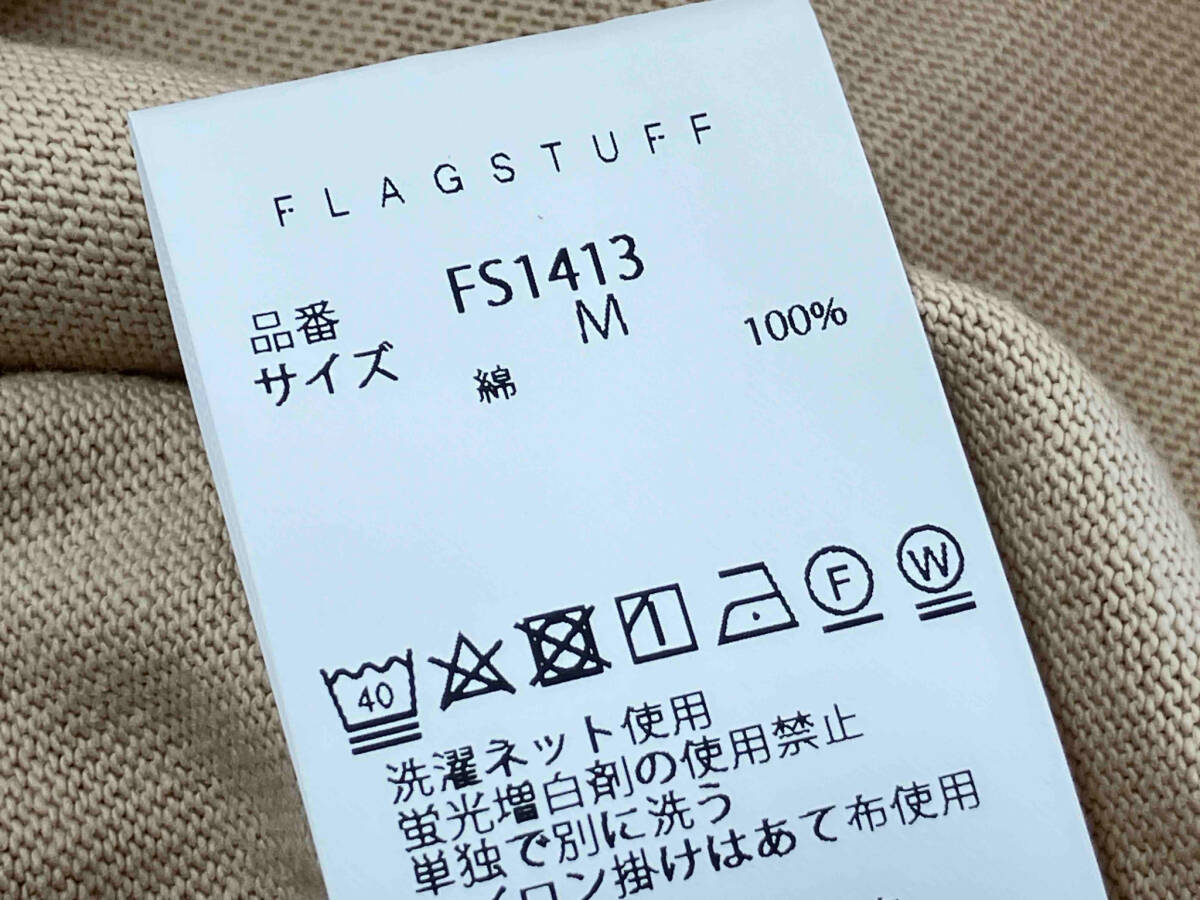 FLAGSTUFF
品番 FS1413
サイズ M
綿 100%
40 F W
洗濯ネット使用
蛍光増白剤の使用禁止
単独で別に洗う
イロン掛けはあて布使用